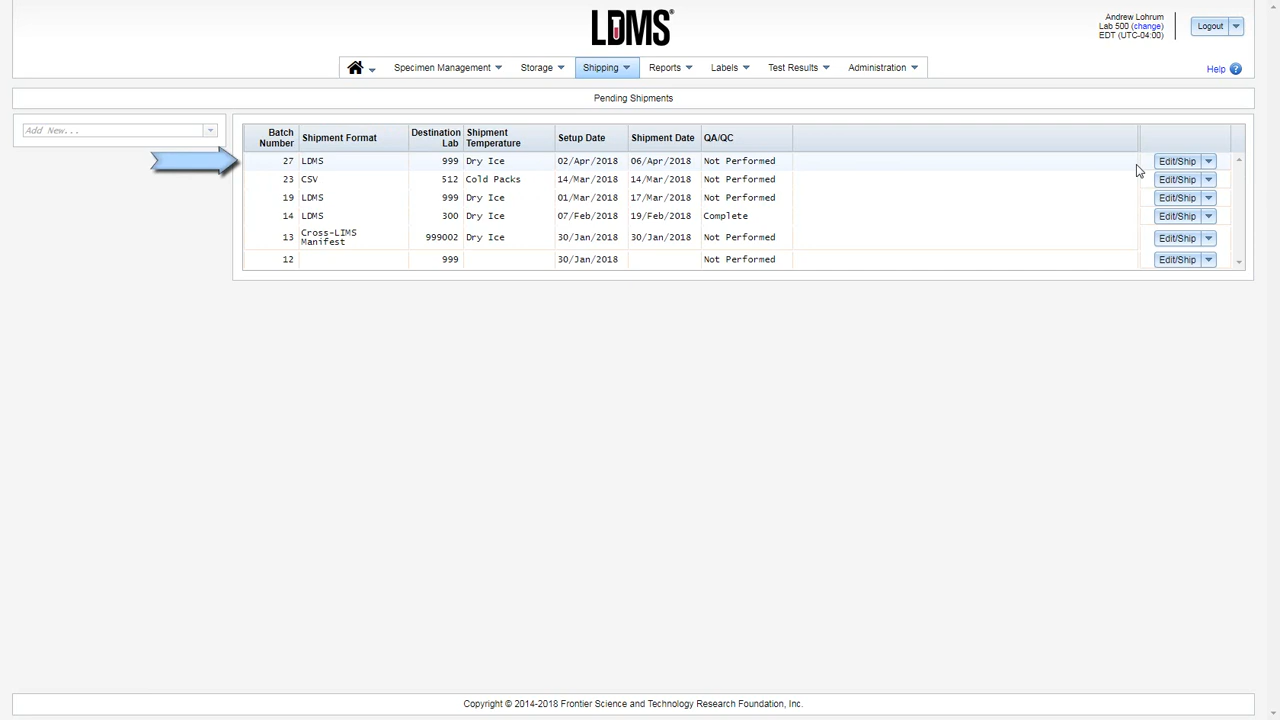 LDMS®
Andrew Lohrum
Lab 500 (change)
EDT (UTC-04:00)
Logout
Specimen Management
Storage
Shipping
Reports
Labels
Test Results
Administration
Help ?
Pending Shipments
Add New...
Batch Number Shipment Format Destination Lab Shipment Temperature Setup Date Shipment Date QA/QC
27 LDMS 999 Dry Ice 02/Apr/2018 06/Apr/2018 Not Performed Edit/Ship
23 CSV 512 Cold Packs 14/Mar/2018 14/Mar/2018 Not Performed Edit/Ship
19 LDMS 999 Dry Ice 01/Mar/2018 17/Mar/2018 Not Performed Edit/Ship
14 LDMS 300 Dry Ice 07/Feb/2018 19/Feb/2018 Complete Edit/Ship
13 Cross-LIMS Manifest 999002 Dry Ice 30/Jan/2018 30/Jan/2018 Not Performed Edit/Ship
12 999 30/Jan/2018 Not Performed Edit/Ship
Copyright © 2014-2018 Frontier Science and Technology Research Foundation, Inc.